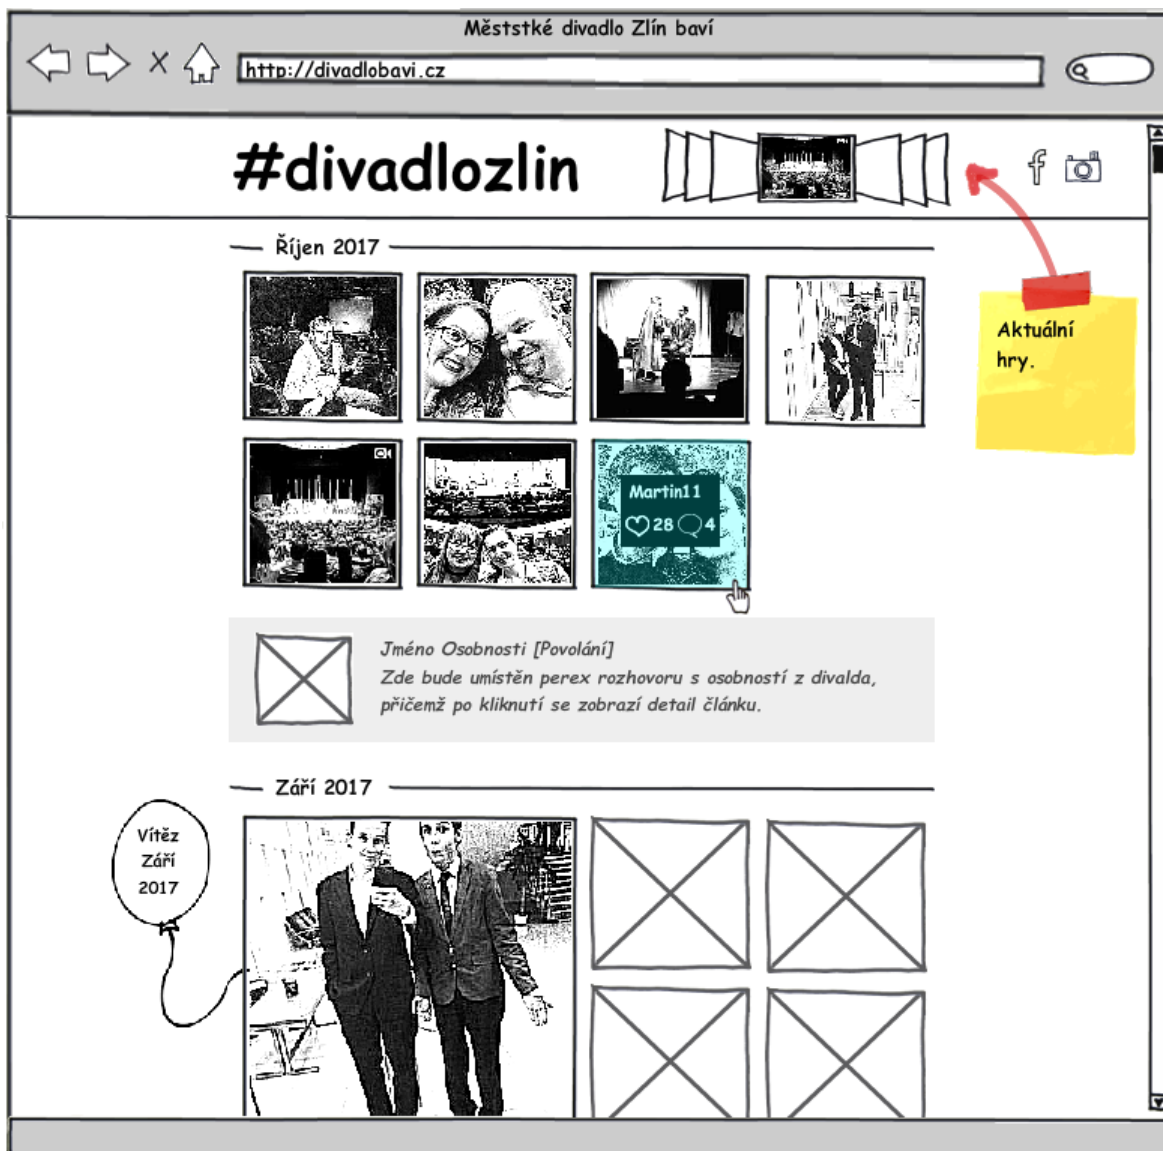 Měststké divadlo Zlín baví
http://divadlobavi.cz
#divadlozlin
Říjen 2017
Aktuální
hry.
Martin11
28 4
Jméno Osobnosti [Povolání]
Zde bude umístěn perex rozhovoru s osobností z divalda,
přičemž po kliknutí se zobrazí detail článku.
Září 2017
Vítěz
Září
2017